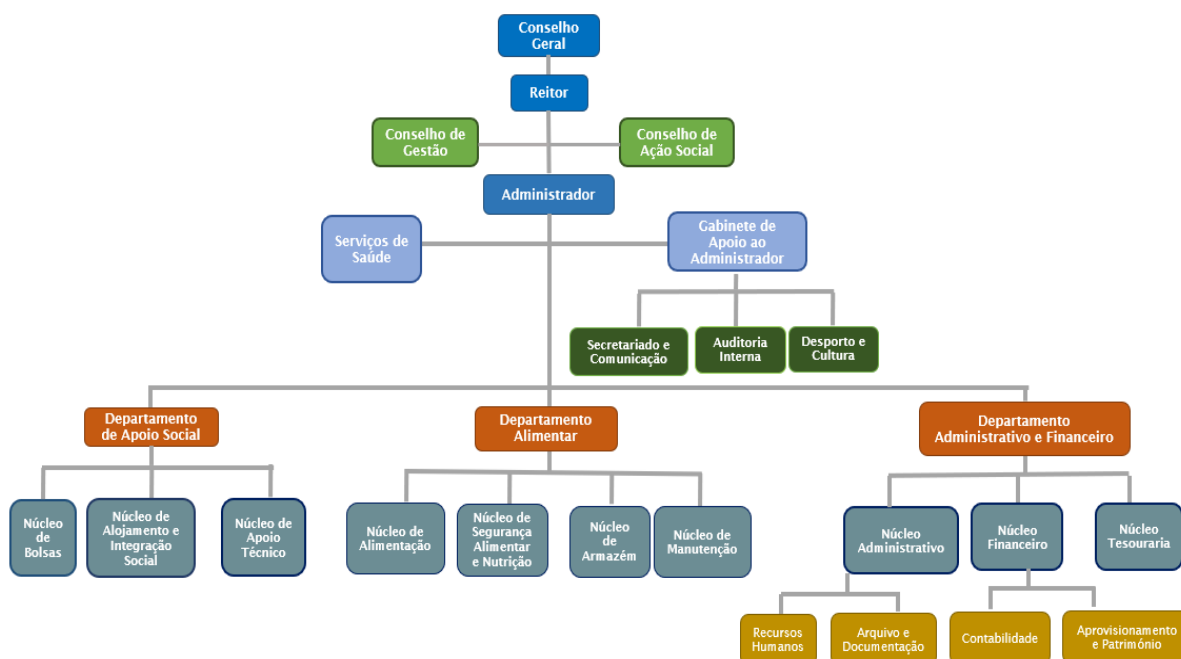 Conselho
Geral
Reitor
Conselho de
Gestão
Conselho de
Ação Social
Administrador
Serviços de
Saúde
Gabinete de
Apoio ao
Administrador
Secretariado e
Comunicação
Auditoria
Interna
Desporto e
Cultura
Departamento
de Apoio Social
Departamento
Alimentar
Departamento
Administrativo e Financeiro
Núcleo
de
Bolsas
Núcleo de
Alojamento e
Integração
Social
Núcleo de
Apoio
Técnico
Núcleo de
Alimentação
Núcleo de
Segurança
Alimentar
e Nutrição
Núcleo
de
Armazém
Núcleo de
Manutenção
Núcleo
Administrativo
Núcleo
Financeiro
Núcleo
Tesouraria
Recursos
Humanos
Arquivo e
Documentação
Contabilidade
Aprovisionamento
e Património